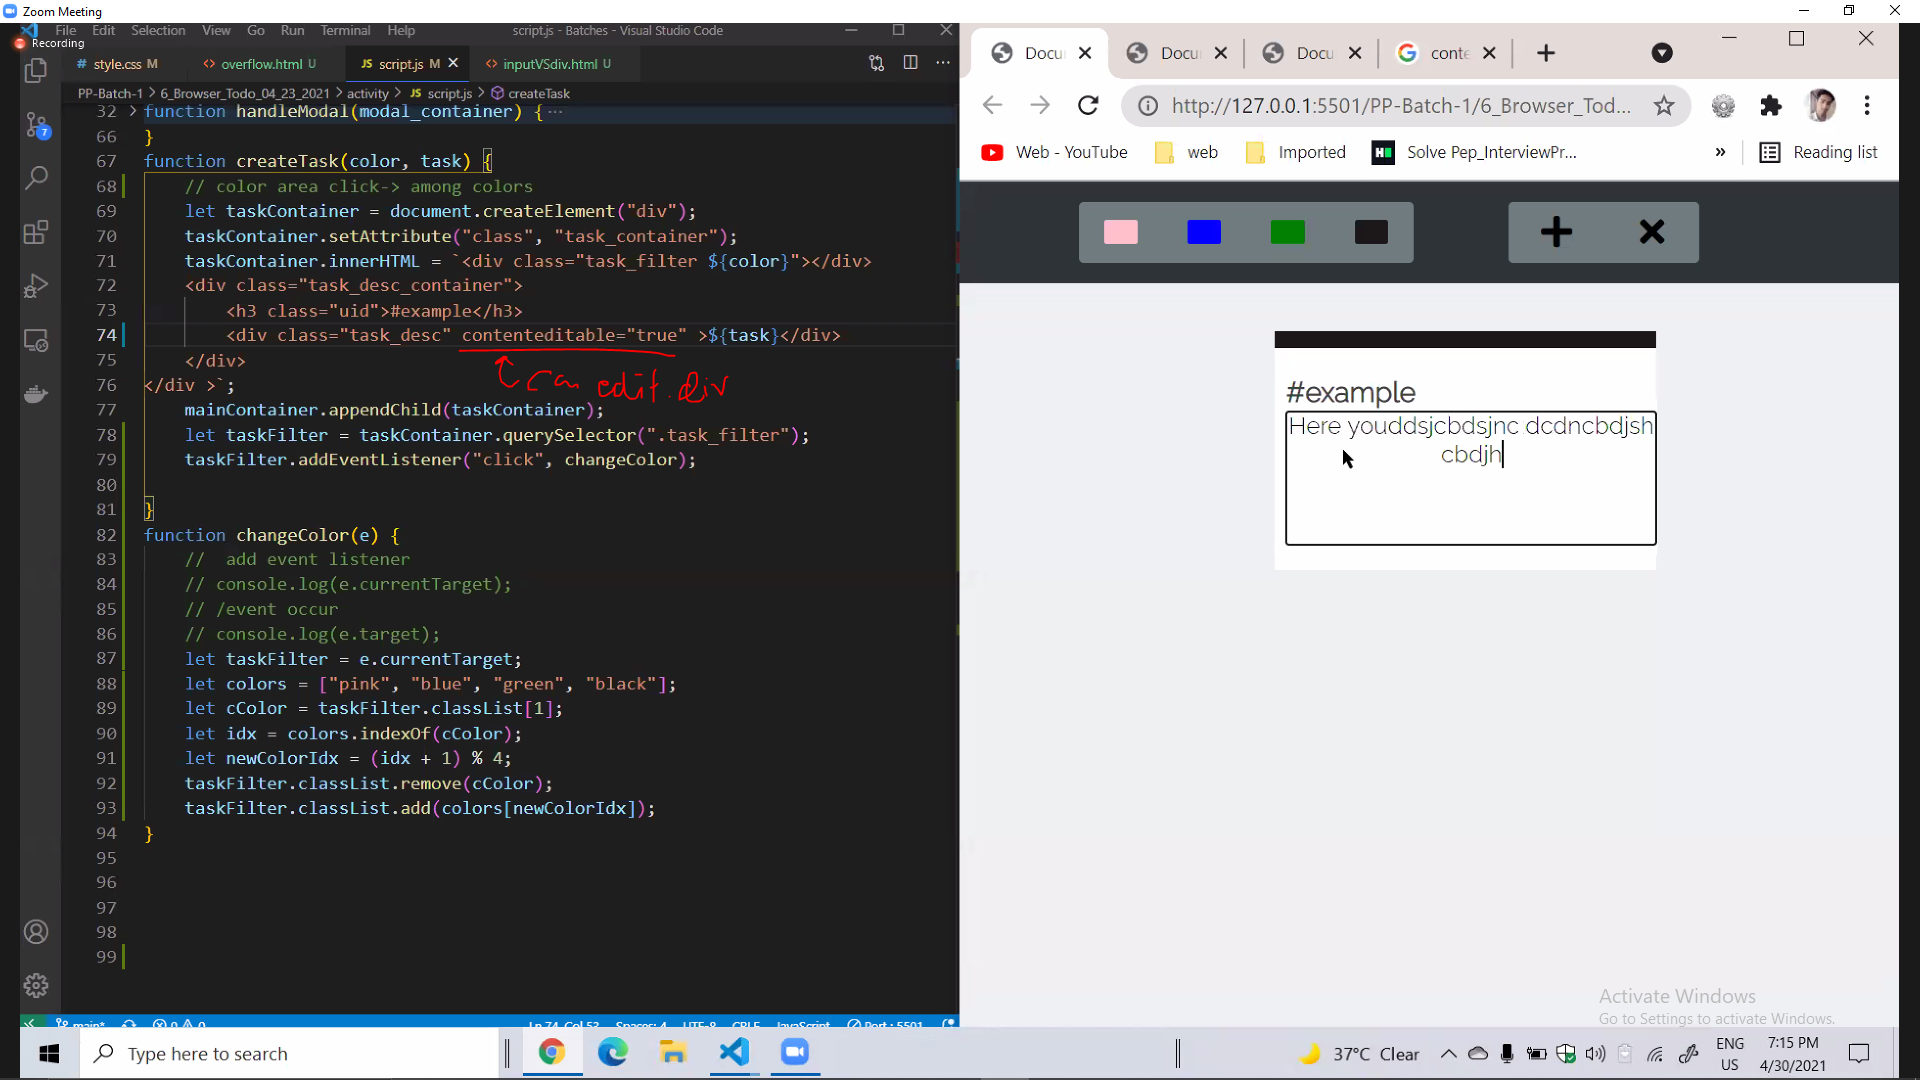 Zoom Meeting
File Edit Selection View Go Run Terminal Help script.js - Batches - Visual Studio Code
Recording
# style.css M <> overflow.html U JS script.js M <> inputVSdiv.html U
PP-Batch-1 > 6_Browser_Todo_04_23_2021 > activity > JS script.js > createTask
32 function handleModal(modal_container) { ...
66 }
67 function createTask(color, task) {
68 // color area click-> among colors
69 let taskContainer = document.createElement("div");
70 taskContainer.setAttribute("class", "task_container");
71 taskContainer.innerHTML = `<div class="task_filter ${color}"></div>
72 <div class="task_desc_container">
73 <h3 class="uid">#example</h3>
74 <div class="task_desc" contenteditable="true" >${task}</div>
75 </div>
76 </div >`;
can edit div
77 mainContainer.appendChild(taskContainer);
78 let taskFilter = taskContainer.querySelector(".task_filter");
79 taskFilter.addEventListener("click", changeColor);
80
81 }
82 function changeColor(e) {
83 // add event listener
84 // console.log(e.currentTarget);
85 // /event occur
86 // console.log(e.target);
87 let taskFilter = e.currentTarget;
88 let colors = ["pink", "blue", "green", "black"];
89 let cColor = taskFilter.classList[1];
90 let idx = colors.indexOf(cColor);
91 let newColorIdx = (idx + 1) % 4;
92 taskFilter.classList.remove(cColor);
93 taskFilter.classList.add(colors[newColorIdx]);
94 }
95
96
97
98
99
7
main* 0 0 Ln 74, Col 53 Spaces: 4 UTF-8 CRLF JavaScript Port : 5501
Docu Docu Docu conte
http://127.0.0.1:5501/PP-Batch-1/6_Browser_Todo...
Web - YouTube web Imported Solve Pep_InterviewPr... » Reading list
#example
Here youddsjcbdsjnc dcdncbdjsh
cbdjh
Activate Windows
Go to Settings to activate Windows.
Type here to search
37°C Clear
ENG
US
7:15 PM
4/30/2021